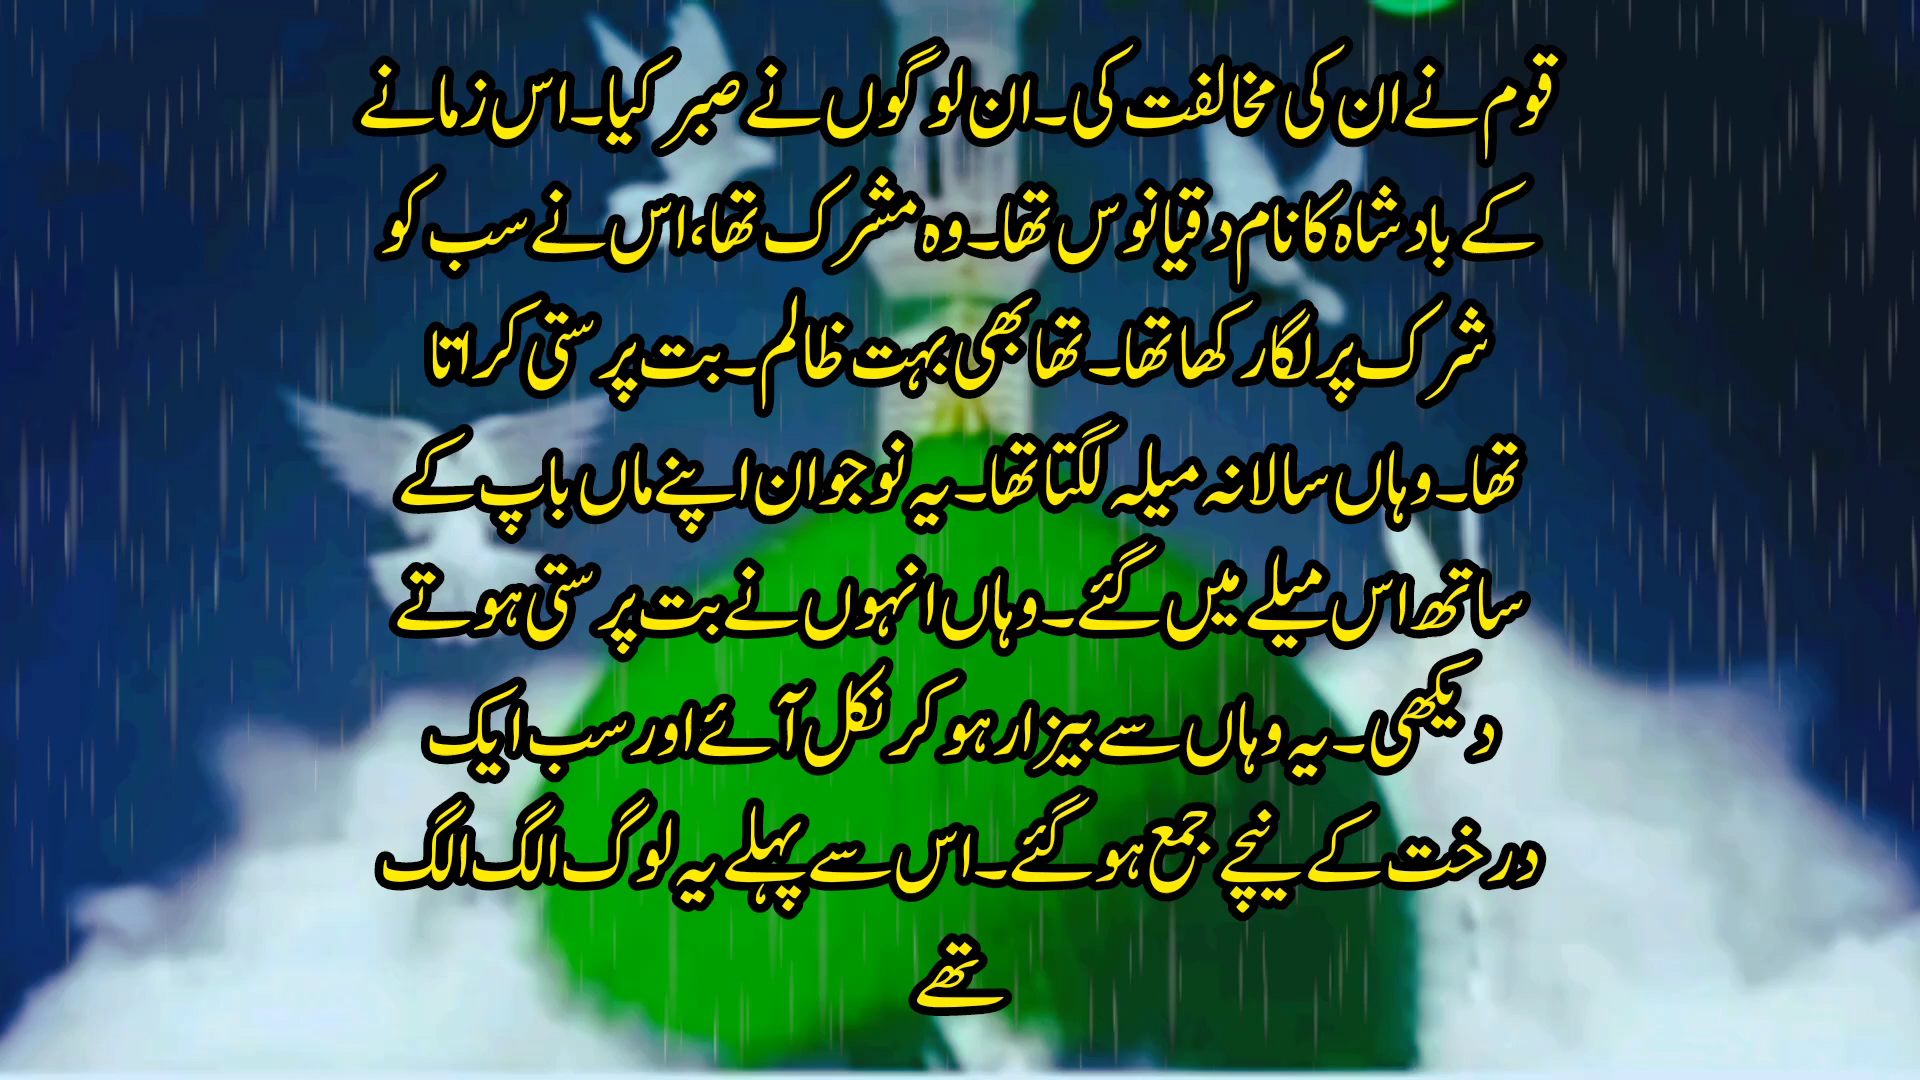 قوم نے ان کی مخالفت کی۔ ان لوگوں نے صبر کیا۔ اس زمانے
کے بادشاہ کا نام دقیانوس تھا۔ وہ مشرک تھا، اس نے سب کو
شرک پر لگا رکھا تھا۔ تھا بھی بہت ظالم۔ بت پرستی کراتا
تھا۔ وہاں سالانہ میلہ لگتا تھا۔ یہ نوجوان اپنے ماں باپ کے
ساتھ اس میلے میں گئے۔ وہاں انہوں نے بت پرستی ہوتے
دیکھی۔ یہ وہاں سے بیزار ہو کر نکل آئے اور سب ایک
درخت کے نیچے جمع ہو گئے۔ اس سے پہلے یہ لوگ الگ الگ
تھے